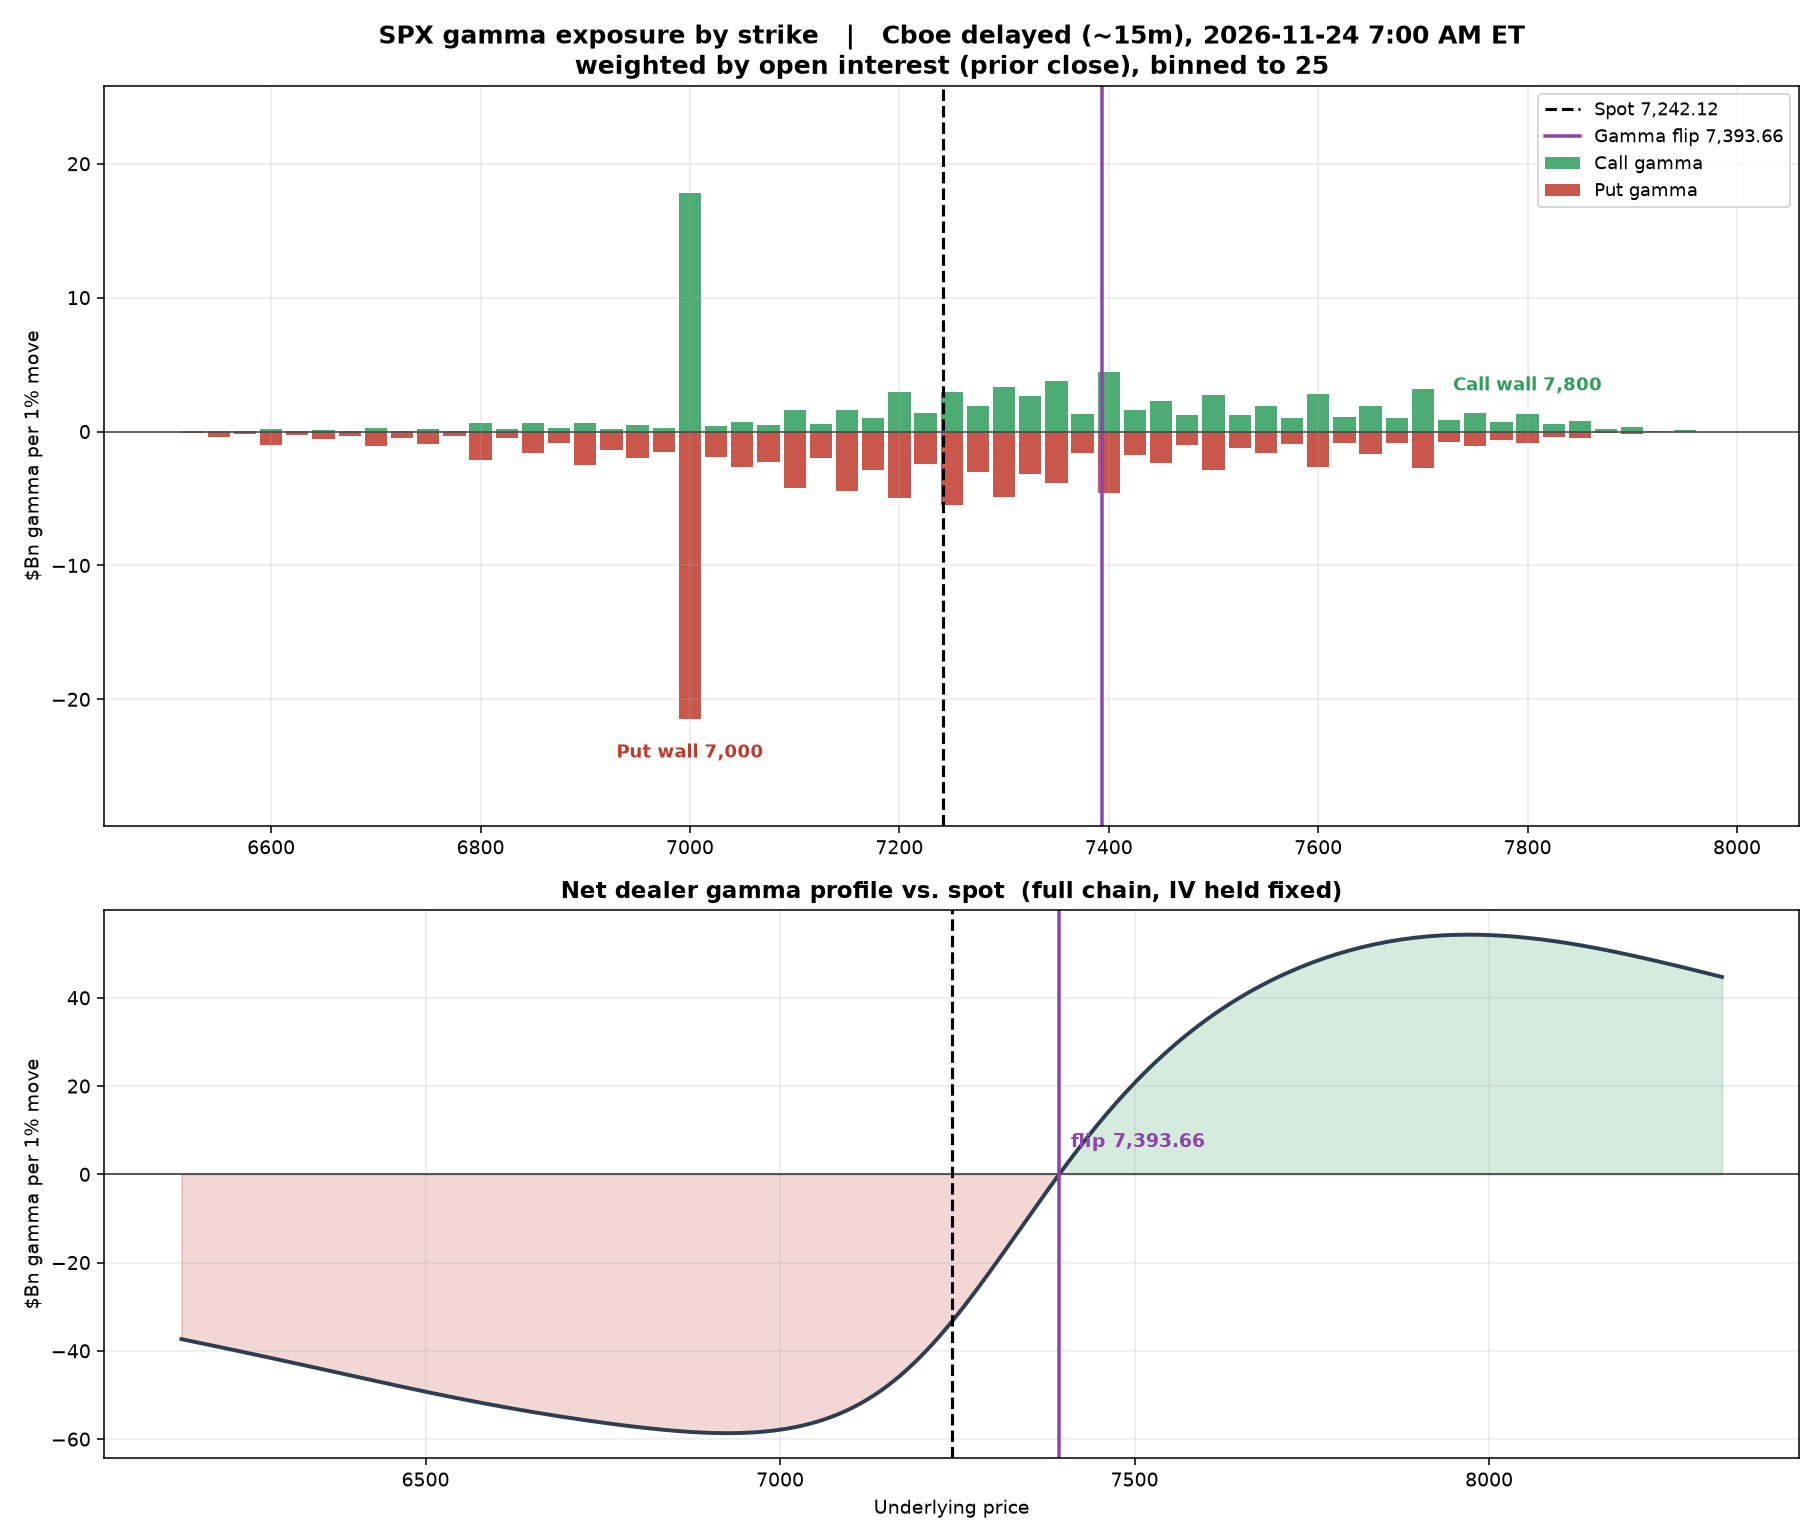 SPX gamma exposure by strike | Cboe delayed (~15m), 2026-11-24 7:00 AM ET
weighted by open interest (prior close), binned to 25
$Bn gamma per 1% move
20
10
0
−10
−20
Spot 7,242.12
Gamma flip 7,393.66
Call gamma
Put gamma
Call wall 7,800
Put wall 7,000
6600 6800 7000 7200 7400 7600 7800 8000
Net dealer gamma profile vs. spot (full chain, IV held fixed)
$Bn gamma per 1% move
40
20
0
−20
−40
−60
flip 7,393.66
6500 7000 7500 8000
Underlying price